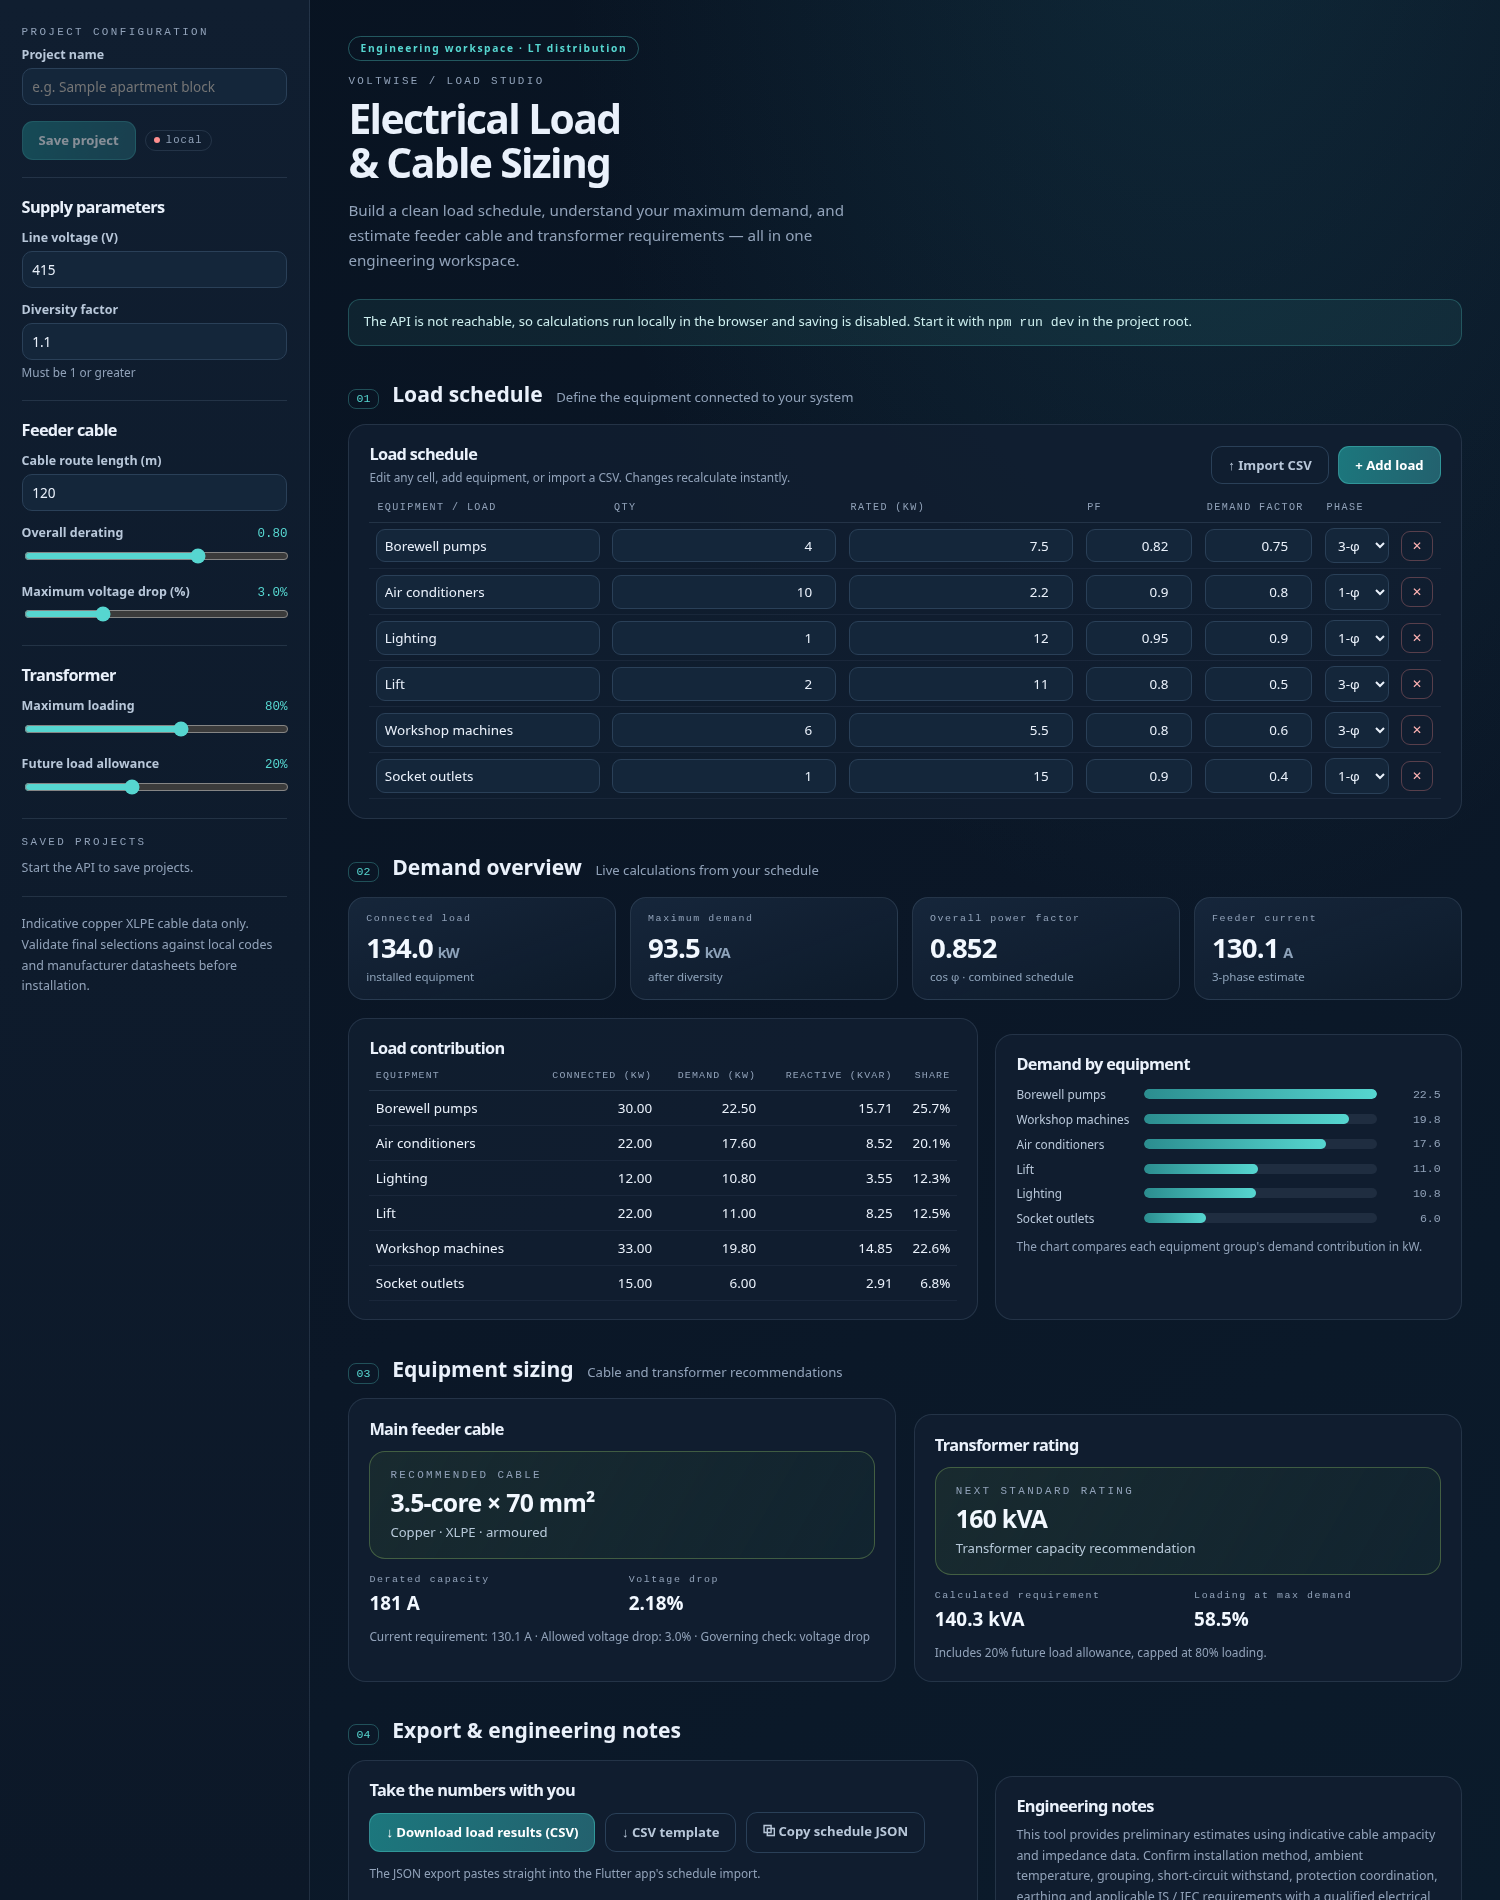 PROJECT CONFIGURATION
Project name
e.g. Sample apartment block
Save project
local
Supply parameters
Line voltage (V)
415
Diversity factor
1.1
Must be 1 or greater
Feeder cable
Cable route length (m)
120
Overall derating 0.80
Maximum voltage drop (%) 3.0%
Transformer
Maximum loading 80%
Future load allowance 20%
SAVED PROJECTS
Start the API to save projects.
Indicative copper XLPE cable data only.
Validate final selections against local codes
and manufacturer datasheets before
installation.
Engineering workspace · LT distribution
VOLTWISE / LOAD STUDIO
Electrical Load
& Cable Sizing
Build a clean load schedule, understand your maximum demand, and
estimate feeder cable and transformer requirements — all in one
engineering workspace.
The API is not reachable, so calculations run locally in the browser and saving is disabled. Start it with npm run dev in the project root.
01 Load schedule Define the equipment connected to your system
Load schedule
Edit any cell, add equipment, or import a CSV. Changes recalculate instantly.
↑ Import CSV
+ Add load
EQUIPMENT / LOAD QTY RATED (KW) PF DEMAND FACTOR PHASE
Borewell pumps 4 7.5 0.82 0.75 3-φ ×
Air conditioners 10 2.2 0.9 0.8 1-φ ×
Lighting 1 12 0.95 0.9 1-φ ×
Lift 2 11 0.8 0.5 3-φ ×
Workshop machines 6 5.5 0.8 0.6 3-φ ×
Socket outlets 1 15 0.9 0.4 1-φ ×
02 Demand overview Live calculations from your schedule
Connected load
134.0 kW
installed equipment
Maximum demand
93.5 kVA
after diversity
Overall power factor
0.852
cos φ · combined schedule
Feeder current
130.1 A
3-phase estimate
Load contribution
EQUIPMENT CONNECTED (KW) DEMAND (KW) REACTIVE (KVAR) SHARE
Borewell pumps 30.00 22.50 15.71 25.7%
Air conditioners 22.00 17.60 8.52 20.1%
Lighting 12.00 10.80 3.55 12.3%
Lift 22.00 11.00 8.25 12.5%
Workshop machines 33.00 19.80 14.85 22.6%
Socket outlets 15.00 6.00 2.91 6.8%
Demand by equipment
Borewell pumps 22.5
Workshop machines 19.8
Air conditioners 17.6
Lift 11.0
Lighting 10.8
Socket outlets 6.0
The chart compares each equipment group's demand contribution in kW.
03 Equipment sizing Cable and transformer recommendations
Main feeder cable
RECOMMENDED CABLE
3.5-core × 70 mm²
Copper · XLPE · armoured
Derated capacity
181 A
Voltage drop
2.18%
Current requirement: 130.1 A · Allowed voltage drop: 3.0% · Governing check: voltage drop
Transformer rating
NEXT STANDARD RATING
160 kVA
Transformer capacity recommendation
Calculated requirement
140.3 kVA
Loading at max demand
58.5%
Includes 20% future load allowance, capped at 80% loading.
04 Export & engineering notes
Take the numbers with you
↓ Download load results (CSV)
↓ CSV template
Copy schedule JSON
The JSON export pastes straight into the Flutter app's schedule import.
Engineering notes
This tool provides preliminary estimates using indicative cable ampacity
and impedance data. Confirm installation method, ambient
temperature, grouping, short-circuit withstand, protection coordination,
earthing and applicable IS / IEC requirements with a qualified electrical